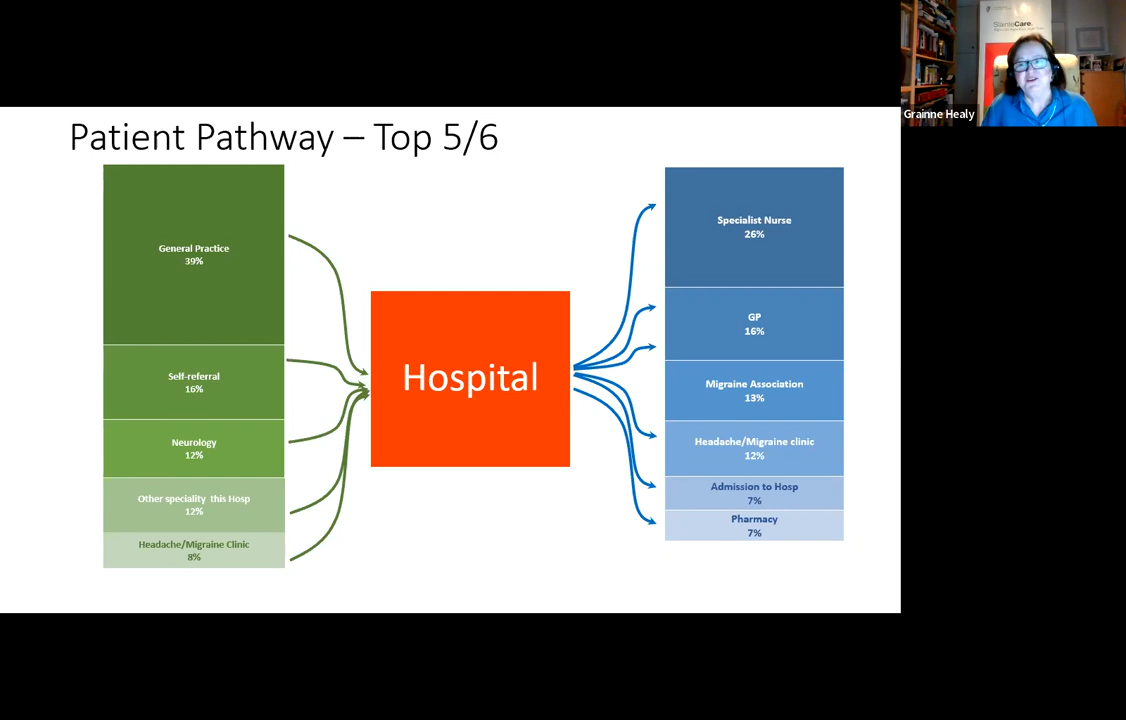 Patient Pathway – Top 5/6
General Practice
39%
Self-referral
16%
Neurology
12%
Other speciality  this Hosp
12%
Headache/Migraine Clinic
8%
Hospital
Specialist Nurse
26%
GP
16%
Migraine Association
13%
Headache/Migraine clinic
12%
Admission to Hosp
7%
Pharmacy
7%
SláinteCare.
Grainne Healy